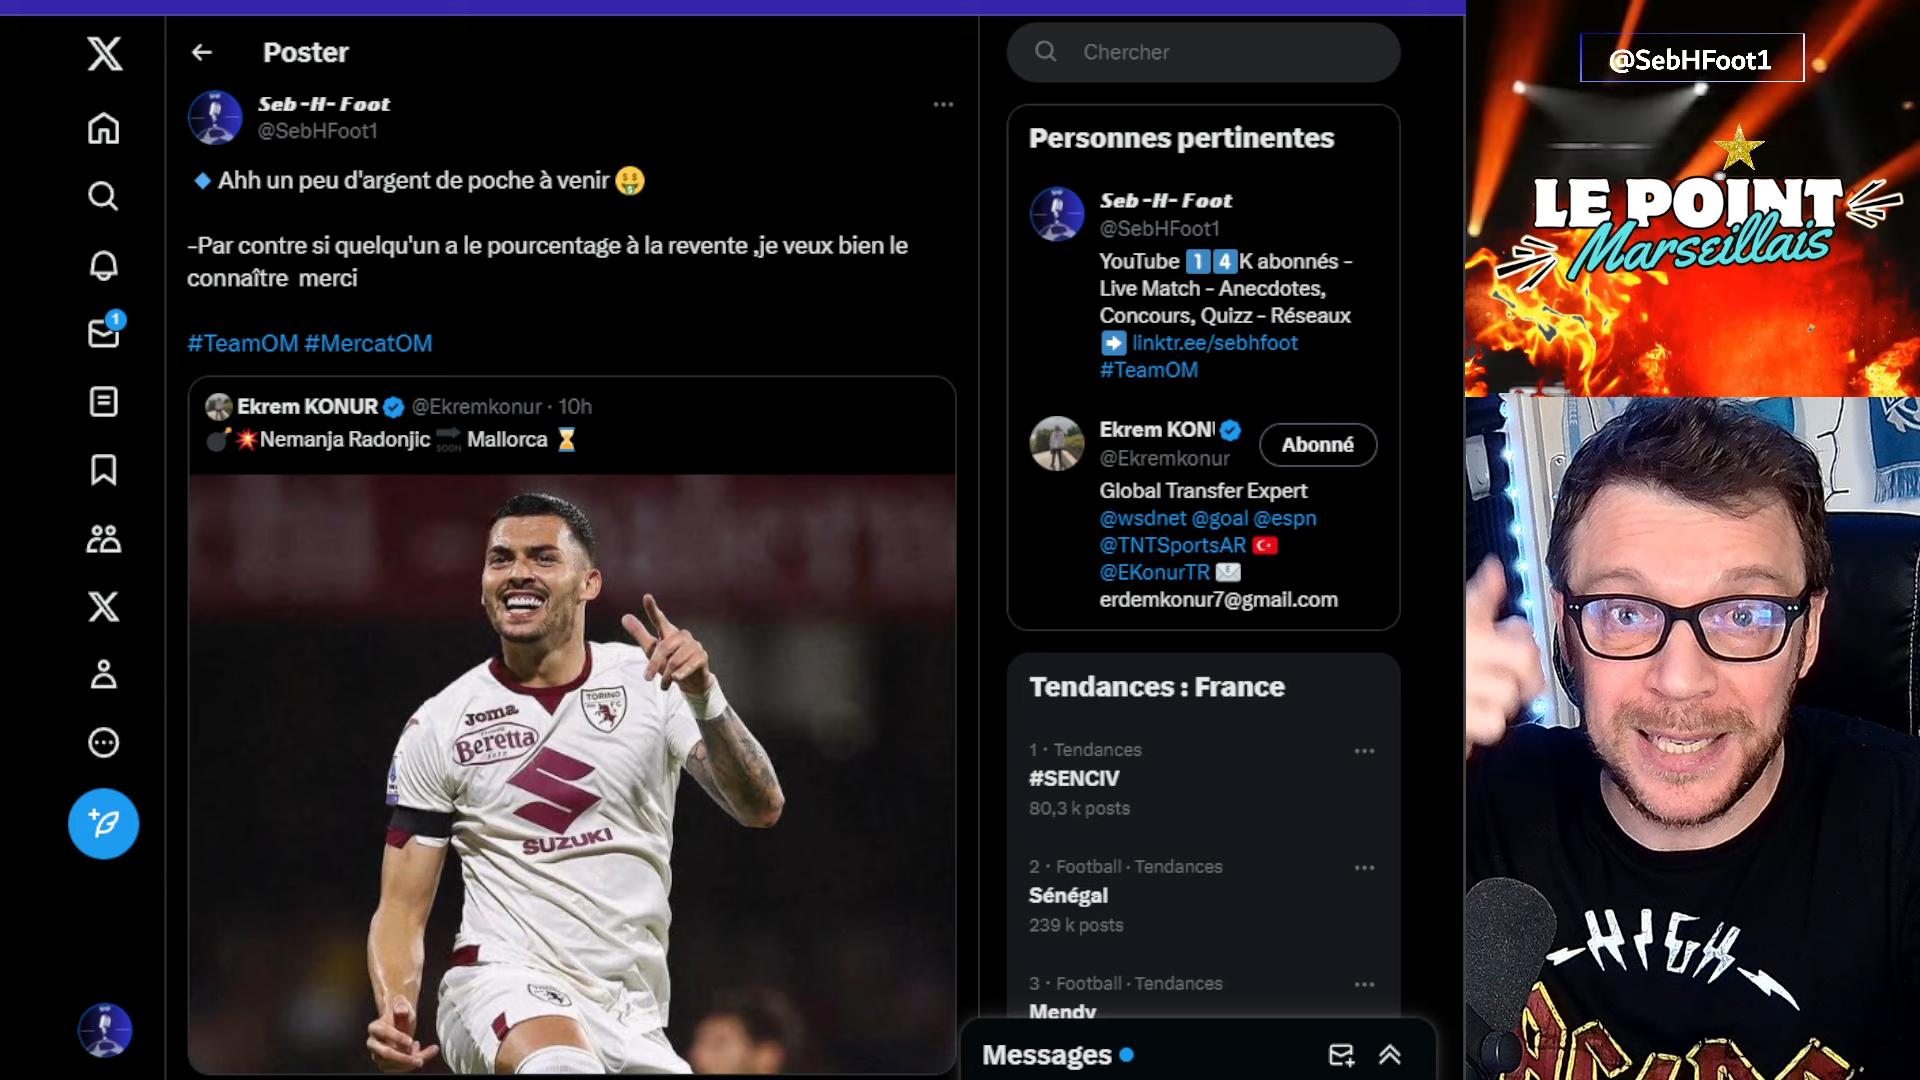 Poster
Seb-H-Foot
@SebHFoot1
Ahh un peu d'argent de poche à venir
-Par contre si quelqu'un a le pourcentage à la revente ,je veux bien le
connaître merci
#TeamOM #MercatOM
Ekrem KONUR @Ekremkonur · 10h
Nemanja Radonjic SOON Mallorca
TORINO
FC
Joma
Beretta
SUZUKI
Chercher
Personnes pertinentes
Seb-H-Foot
@SebHFoot1
YouTube 1 4 K abonnés -
Live Match - Anecdotes,
Concours, Quizz - Réseaux
linktr.ee/sebhfoot
#TeamOM
Ekrem KON
@Ekremkonur
Abonné
Global Transfer Expert
@wsdnet @goal @espn
@TNTSportsAR
@EKonurTR
erdemkonur7@gmail.com
Tendances : France
1 · Tendances
#SENCIV
80,3 k posts
2 · Football · Tendances
Sénégal
239 k posts
3 · Football · Tendances
Mendy
Messages
1
@SebHFoot1
LE POINT
Marseillais
HIGH